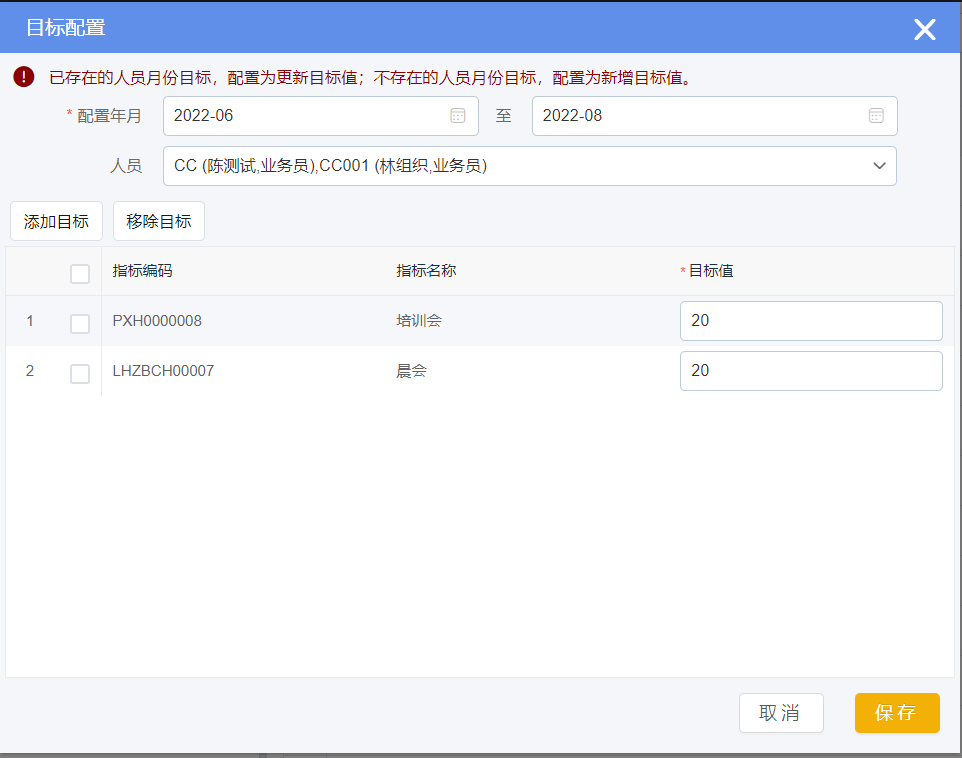 目标配置
已存在的人员月份目标，配置为更新目标值；不存在的人员月份目标，配置为新增目标值。
* 配置年月 2022-06 至 2022-08
人员 CC (陈测试,业务员),CC001 (林组织,业务员)
添加目标 移除目标
指标编码 指标名称 *目标值
1 PXH0000008 培训会 20
2 LHZBCH00007 晨会 20
取消 保存